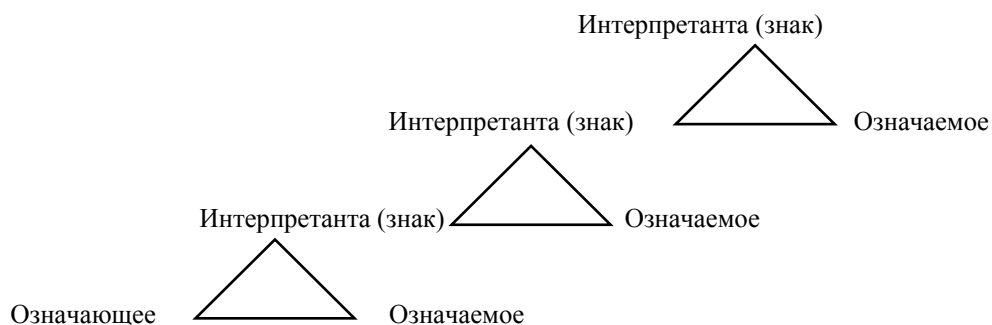 Интерпретанта (знак)
Интерпретанта (знак) Означаемое
Интерпретанта (знак) Означаемое
Означающее Означаемое